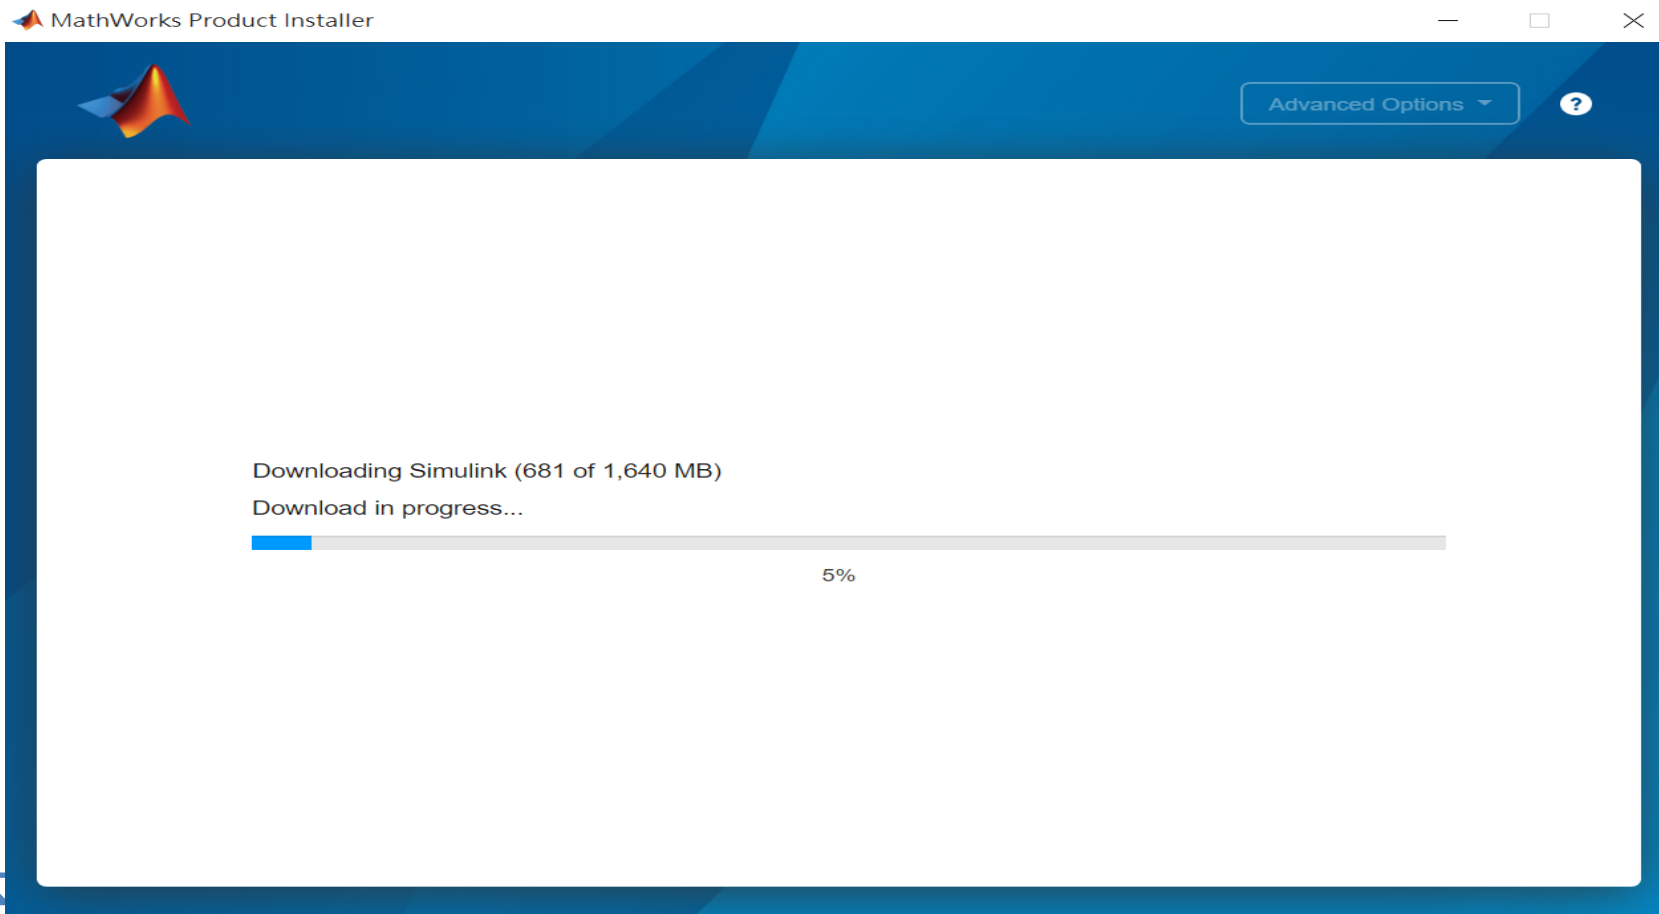 MathWorks Product Installer
Advanced Options
?
Downloading Simulink (681 of 1,640 MB)
Download in progress...
5%